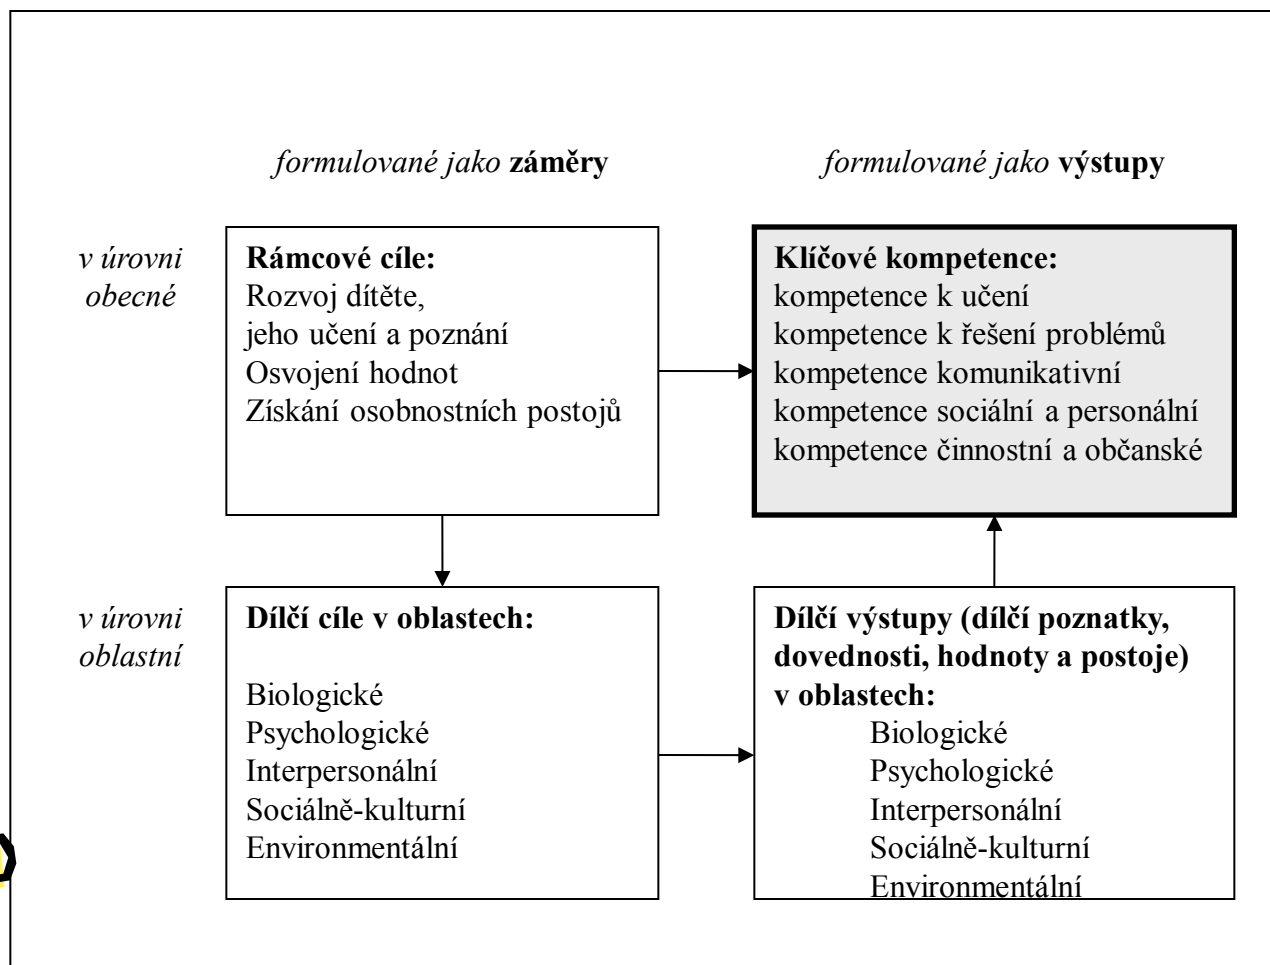 formulované jako záměry
formulované jako výstupy
v úrovni
obecné
Rámcové cíle:
Rozvoj dítěte,
jeho učení a poznání
Osvojení hodnot
Získání osobnostních postojů
Klíčové kompetence:
kompetence k učení
kompetence k řešení problémů
kompetence komunikativní
kompetence sociální a personální
kompetence činnostní a občanské
v úrovni
oblastní
Dílčí cíle v oblastech:
Biologické
Psychologické
Interpersonální
Sociálně-kulturní
Environmentální
Dílčí výstupy (dílčí poznatky,
dovednosti, hodnoty a postoje)
v oblastech:
Biologické
Psychologické
Interpersonální
Sociálně-kulturní
Environmentální